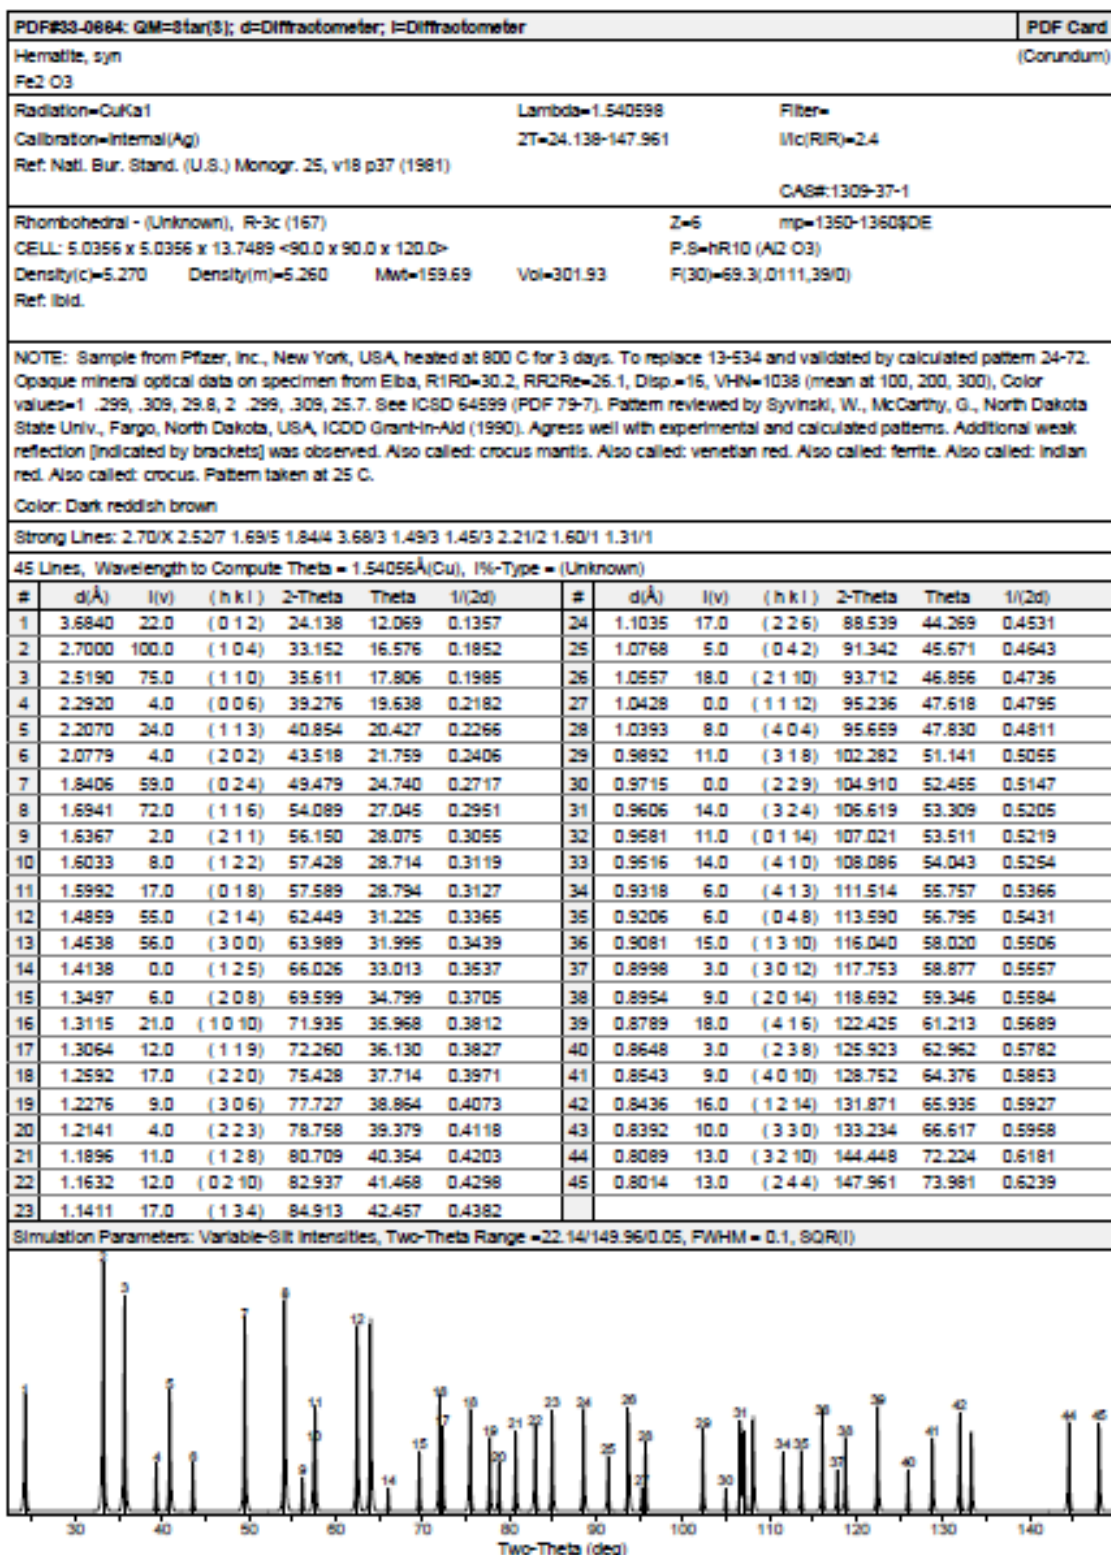 PDF#33-0664: QM=Star(S); d=Diffractometer; I=Diffractometer PDF Card
Hematite, syn (Corundum)
Fe2 O3
Radiation=CuKa1 Lambda=1.540598 Filter=
Calibration=Internal(Ag) 2T=24.138-147.961 I/Ic(RIR)=2.4
Ref: Natl. Bur. Stand. (U.S.) Monogr. 25, v18 p37 (1981)
CAS#:1309-37-1
Rhombohedral - (Unknown), R-3c (167) Z=6 mp=1350-1360$DE
CELL: 5.0356 x 5.0356 x 13.7489 <90.0 x 90.0 x 120.0> P.S=hR10 (Al2 O3)
Density(c)=5.270 Density(m)=5.260 Mwt=159.69 Vol=301.93 F(30)=69.3(.0111,39/0)
Ref: Ibid.
NOTE: Sample from Pfizer, Inc., New York, USA, heated at 800 C for 3 days. To replace 13-534 and validated by calculated pattern 24-72.
Opaque mineral optical data on specimen from Elba, R1R0=30.2, RR2Re=26.1, Disp.=16, VHN=1038 (mean at 100, 200, 300), Color
values=1 .299, .309, 29.8, 2 .299, .309, 25.7. See ICSD 64599 (PDF 79-7). Pattern reviewed by Syvinski, W., McCarthy, G., North Dakota
State Univ., Fargo, North Dakota, USA, ICDD Grant-in-Aid (1990). Agress well with experimental and calculated patterns. Additional weak
reflection [indicated by brackets] was observed. Also called: crocus mantis. Also called: venetian red. Also called: ferrite. Also called: indian
red. Also called: crocus. Pattern taken at 25 C.
Color: Dark reddish brown
Strong Lines: 2.70/X 2.52/7 1.69/5 1.84/4 3.68/3 1.49/3 1.45/3 2.21/2 1.60/1 1.31/1
45 Lines, Wavelength to Compute Theta = 1.54056Å(Cu), I%-Type = (Unknown)
# d(Å) I(v) (h k l) 2-Theta Theta 1/(2d) # d(Å) I(v) (h k l) 2-Theta Theta 1/(2d)
1 3.6840 22.0 (0 1 2) 24.138 12.069 0.1357 24 1.1035 17.0 (2 2 6) 88.539 44.269 0.4531
2 2.7000 100.0 (1 0 4) 33.152 16.576 0.1852 25 1.0768 5.0 (0 4 2) 91.342 45.671 0.4643
3 2.5190 75.0 (1 1 0) 35.611 17.806 0.1985 26 1.0557 18.0 (2 1 10) 93.712 46.856 0.4736
4 2.2920 4.0 (0 0 6) 39.276 19.638 0.2182 27 1.0428 0.0 (1 1 12) 95.236 47.618 0.4795
5 2.2070 24.0 (1 1 3) 40.854 20.427 0.2266 28 1.0393 8.0 (4 0 4) 95.659 47.830 0.4811
6 2.0779 4.0 (2 0 2) 43.518 21.759 0.2406 29 0.9892 11.0 (3 1 8) 102.282 51.141 0.5055
7 1.8406 59.0 (0 2 4) 49.479 24.740 0.2717 30 0.9715 0.0 (2 2 9) 104.910 52.455 0.5147
8 1.6941 72.0 (1 1 6) 54.089 27.045 0.2951 31 0.9606 14.0 (3 2 4) 106.619 53.309 0.5205
9 1.6367 2.0 (2 1 1) 56.150 28.075 0.3055 32 0.9581 11.0 (0 1 14) 107.021 53.511 0.5219
10 1.6033 8.0 (1 2 2) 57.428 28.714 0.3119 33 0.9516 14.0 (4 1 0) 108.086 54.043 0.5254
11 1.5992 17.0 (0 1 8) 57.589 28.794 0.3127 34 0.9318 6.0 (4 1 3) 111.514 55.757 0.5366
12 1.4859 55.0 (2 1 4) 62.449 31.225 0.3365 35 0.9206 6.0 (0 4 8) 113.590 56.795 0.5431
13 1.4538 56.0 (3 0 0) 63.989 31.995 0.3439 36 0.9081 15.0 (1 3 10) 116.040 58.020 0.5506
14 1.4138 0.0 (1 2 5) 66.026 33.013 0.3537 37 0.8998 3.0 (3 0 12) 117.753 58.877 0.5557
15 1.3497 6.0 (2 0 8) 69.599 34.799 0.3705 38 0.8954 9.0 (2 0 14) 118.692 59.346 0.5584
16 1.3115 21.0 (1 0 10) 71.935 35.968 0.3812 39 0.8789 18.0 (4 1 6) 122.425 61.213 0.5689
17 1.3064 12.0 (1 1 9) 72.260 36.130 0.3827 40 0.8648 3.0 (2 3 8) 125.923 62.962 0.5782
18 1.2592 17.0 (2 2 0) 75.428 37.714 0.3971 41 0.8543 9.0 (4 0 10) 128.752 64.376 0.5853
19 1.2276 9.0 (3 0 6) 77.727 38.864 0.4073 42 0.8436 16.0 (1 2 14) 131.871 65.935 0.5927
20 1.2141 4.0 (2 2 3) 78.758 39.379 0.4118 43 0.8392 10.0 (3 3 0) 133.234 66.617 0.5958
21 1.1896 11.0 (1 2 8) 80.709 40.354 0.4203 44 0.8089 13.0 (3 2 10) 144.448 72.224 0.6181
22 1.1632 12.0 (0 2 10) 82.937 41.468 0.4298 45 0.8014 13.0 (2 4 4) 147.961 73.981 0.6239
23 1.1411 17.0 (1 3 4) 84.913 42.457 0.4382
Simulation Parameters: Variable-Slit Intensities, Two-Theta Range =22.14/149.96/0.05, FWHM = 0.1, SQR(I)
1 2 3 4 5 6 7 8 9 10 11 12 14 15 16 17 18 19 20 21 22 23 24 25 26 27 28 29 30 31 34 35 36 37 38 39 40 41 42 44 45
30 40 50 60 70 80 90 100 110 120 130 140
Two-Theta (deg)